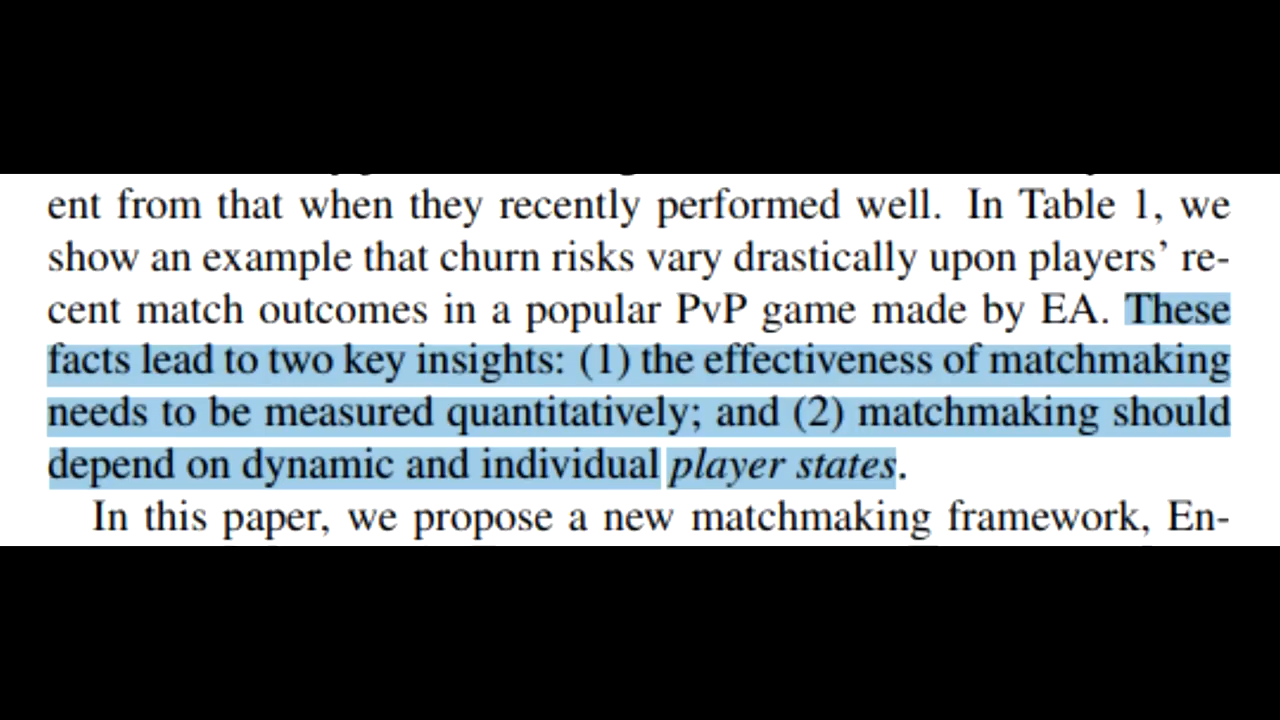 ent from that when they recently performed well. In Table 1, we
show an example that churn risks vary drastically upon players’ re-
cent match outcomes in a popular PvP game made by EA. These
facts lead to two key insights: (1) the effectiveness of matchmaking
needs to be measured quantitatively; and (2) matchmaking should
depend on dynamic and individual player states.
In this paper, we propose a new matchmaking framework, En-